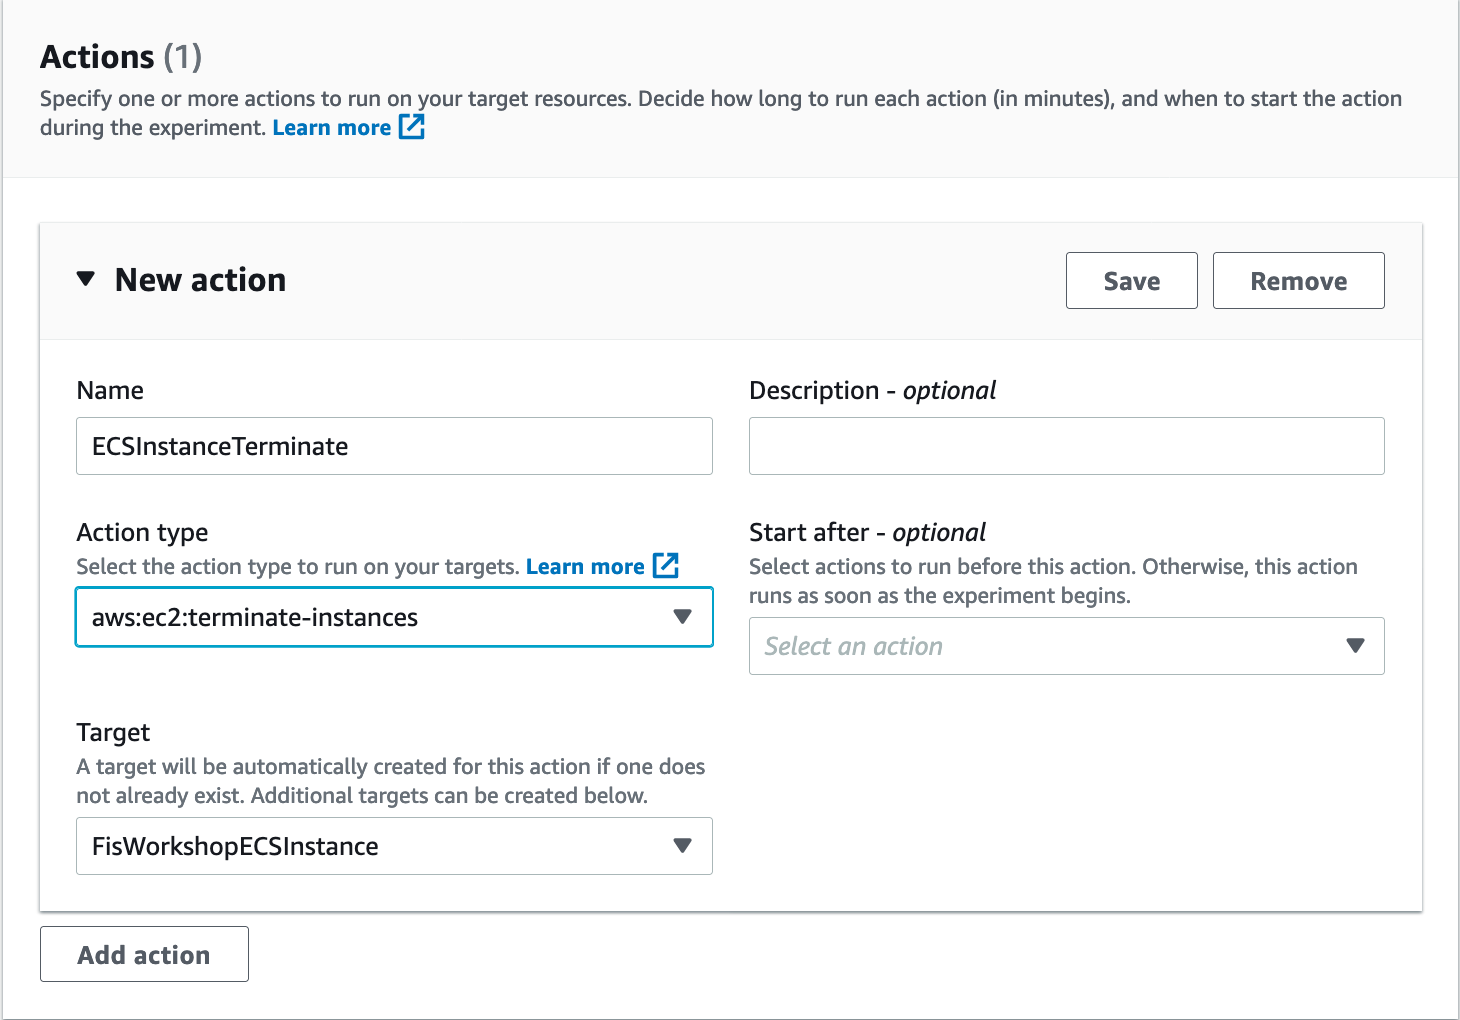 Actions (1)
Specify one or more actions to run on your target resources. Decide how long to run each action (in minutes), and when to start the action
during the experiment. Learn more
New action
Save
Remove
Name
ECSInstanceTerminate
Description - optional
Action type
Select the action type to run on your targets. Learn more
aws:ec2:terminate-instances
Start after - optional
Select actions to run before this action. Otherwise, this action
runs as soon as the experiment begins.
Select an action
Target
A target will be automatically created for this action if one does
not already exist. Additional targets can be created below.
FisWorkshopECSInstance
Add action